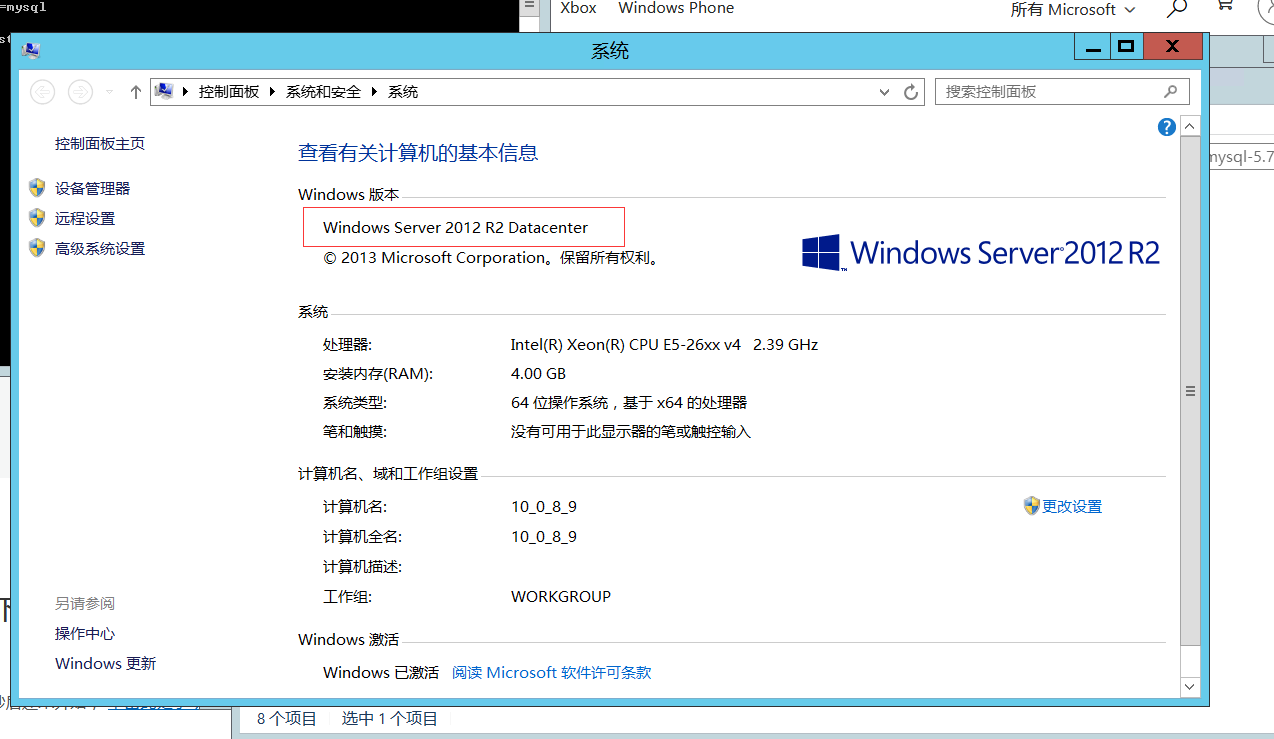 =mysql
Xbox Windows Phone 所有 Microsoft
系统
控制面板 系统和安全 系统
搜索控制面板
控制面板主页
设备管理器
远程设置
高级系统设置
查看有关计算机的基本信息
Windows 版本
Windows Server 2012 R2 Datacenter
© 2013 Microsoft Corporation。保留所有权利。
Windows Server 2012 R2
系统
处理器: Intel(R) Xeon(R) CPU E5-26xx v4 2.39 GHz
安装内存(RAM): 4.00 GB
系统类型: 64 位操作系统，基于 x64 的处理器
笔和触摸: 没有可用于此显示器的笔或触控输入
计算机名、域和工作组设置
计算机名: 10_0_8_9
更改设置
计算机全名: 10_0_8_9
计算机描述:
工作组: WORKGROUP
Windows 激活
Windows 已激活 阅读 Microsoft 软件许可条款
另请参阅
操作中心
Windows 更新
mysql-5.7
8 个项目 选中 1 个项目